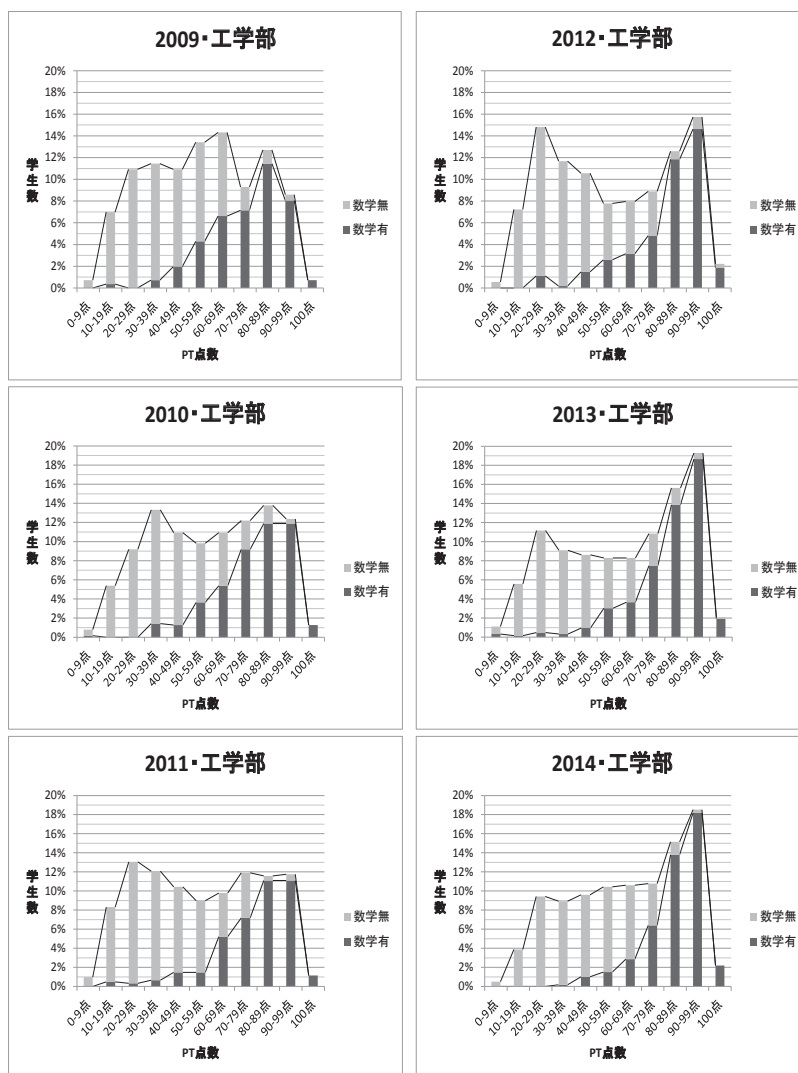 2009・工学部
20%
18%
16%
14%
12%
10%
8%
6%
4%
2%
0%
学生数
数学無
数学有
0-9点
10-19点
20-29点
30-39点
40-49点
50-59点
60-69点
70-79点
80-89点
90-99点
100点
PT点数
2012・工学部
20%
18%
16%
14%
12%
10%
8%
6%
4%
2%
0%
学生数
数学無
数学有
0-9点
10-19点
20-29点
30-39点
40-49点
50-59点
60-69点
70-79点
80-89点
90-99点
100点
PT点数
2010・工学部
20%
18%
16%
14%
12%
10%
8%
6%
4%
2%
0%
学生数
数学無
数学有
0-9点
10-19点
20-29点
30-39点
40-49点
50-59点
60-69点
70-79点
80-89点
90-99点
100点
PT点数
2013・工学部
20%
18%
16%
14%
12%
10%
8%
6%
4%
2%
0%
学生数
数学無
数学有
0-9点
10-19点
20-29点
30-39点
40-49点
50-59点
60-69点
70-79点
80-89点
90-99点
100点
PT点数
2011・工学部
20%
18%
16%
14%
12%
10%
8%
6%
4%
2%
0%
学生数
数学無
数学有
0-9点
10-19点
20-29点
30-39点
40-49点
50-59点
60-69点
70-79点
80-89点
90-99点
100点
PT点数
2014・工学部
20%
18%
16%
14%
12%
10%
8%
6%
4%
2%
0%
学生数
数学無
数学有
0-9点
10-19点
20-29点
30-39点
40-49点
50-59点
60-69点
70-79点
80-89点
90-99点
100点
PT点数